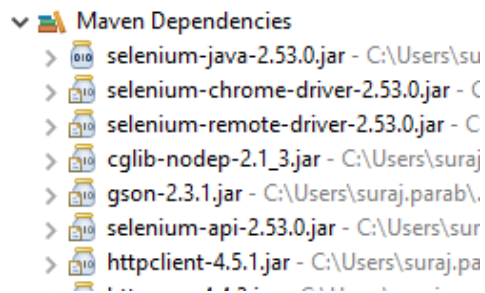 Maven Dependencies
selenium-java-2.53.0.jar - C:\Users\su
selenium-chrome-driver-2.53.0.jar - C
selenium-remote-driver-2.53.0.jar - C:
cglib-nodep-2.1_3.jar - C:\Users\suraj
gson-2.3.1.jar - C:\Users\suraj.parab\.
selenium-api-2.53.0.jar - C:\Users\sur
httpclient-4.5.1.jar - C:\Users\suraj.pa